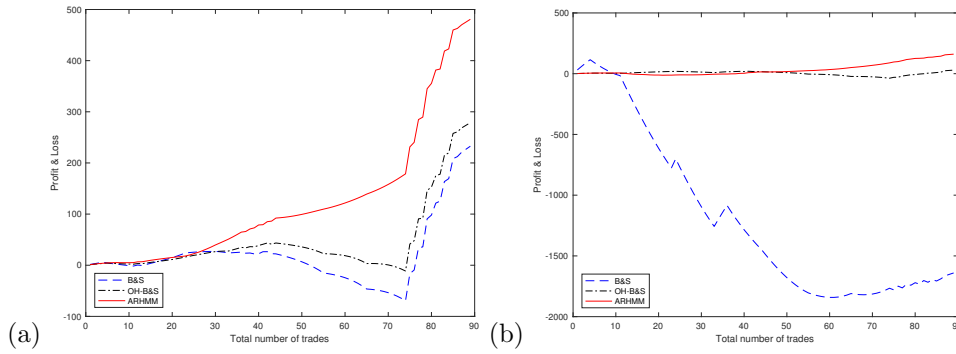 500
400
300
200
100
0
-100
Profit & Loss
B&S
OH-B&S
ARHMM
0 10 20 30 40 50 60 70 80 90
Total number of trades
(a)
500
0
-500
-1000
-1500
-2000
Profit & Loss
B&S
OH-B&S
ARHMM
0 10 20 30 40 50 60 70 80 90
Total number of trades
(b)